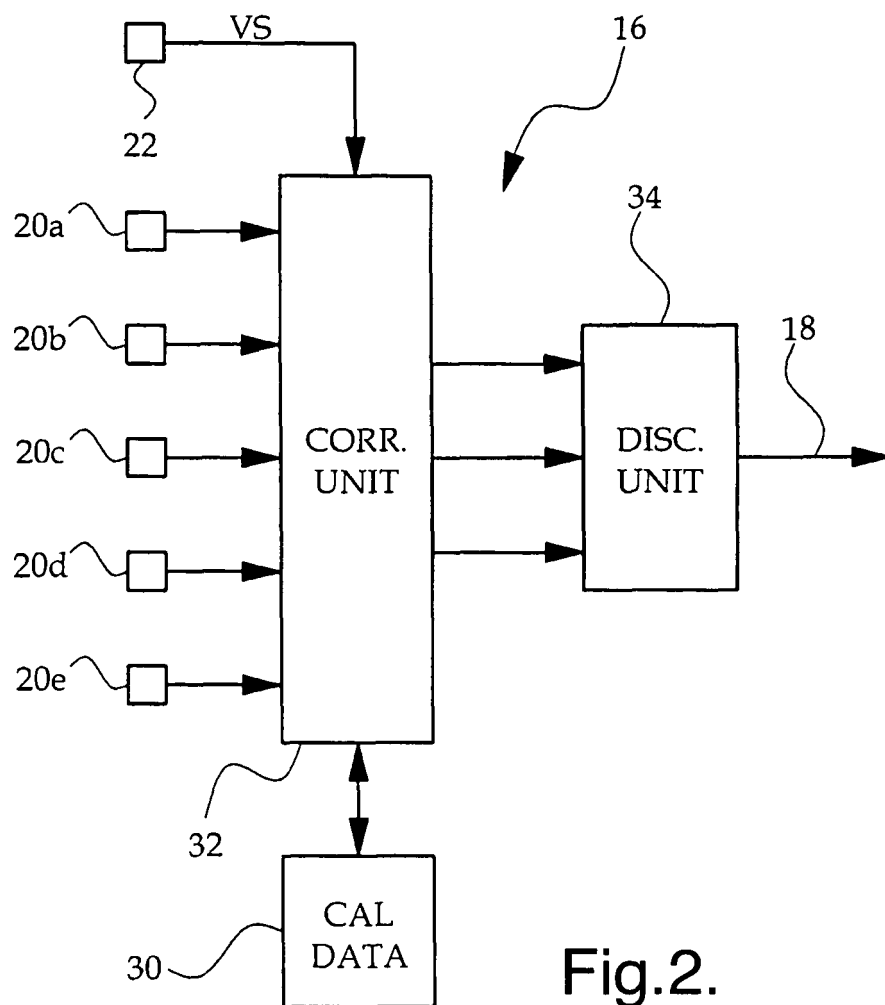 VS
16
22
20a
34
20b
18
20c
CORR.
UNIT
DISC.
UNIT
20d
20e
32
CAL
DATA
30
Fig.2.